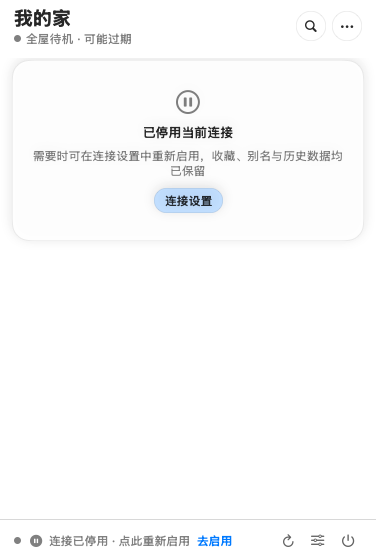 我的家
全屋待机 · 可能过期
已停用当前连接
需要时可在连接设置中重新启用，收藏、别名与历史数据均
已保留
连接设置
连接已停用 · 点此重新启用 去启用